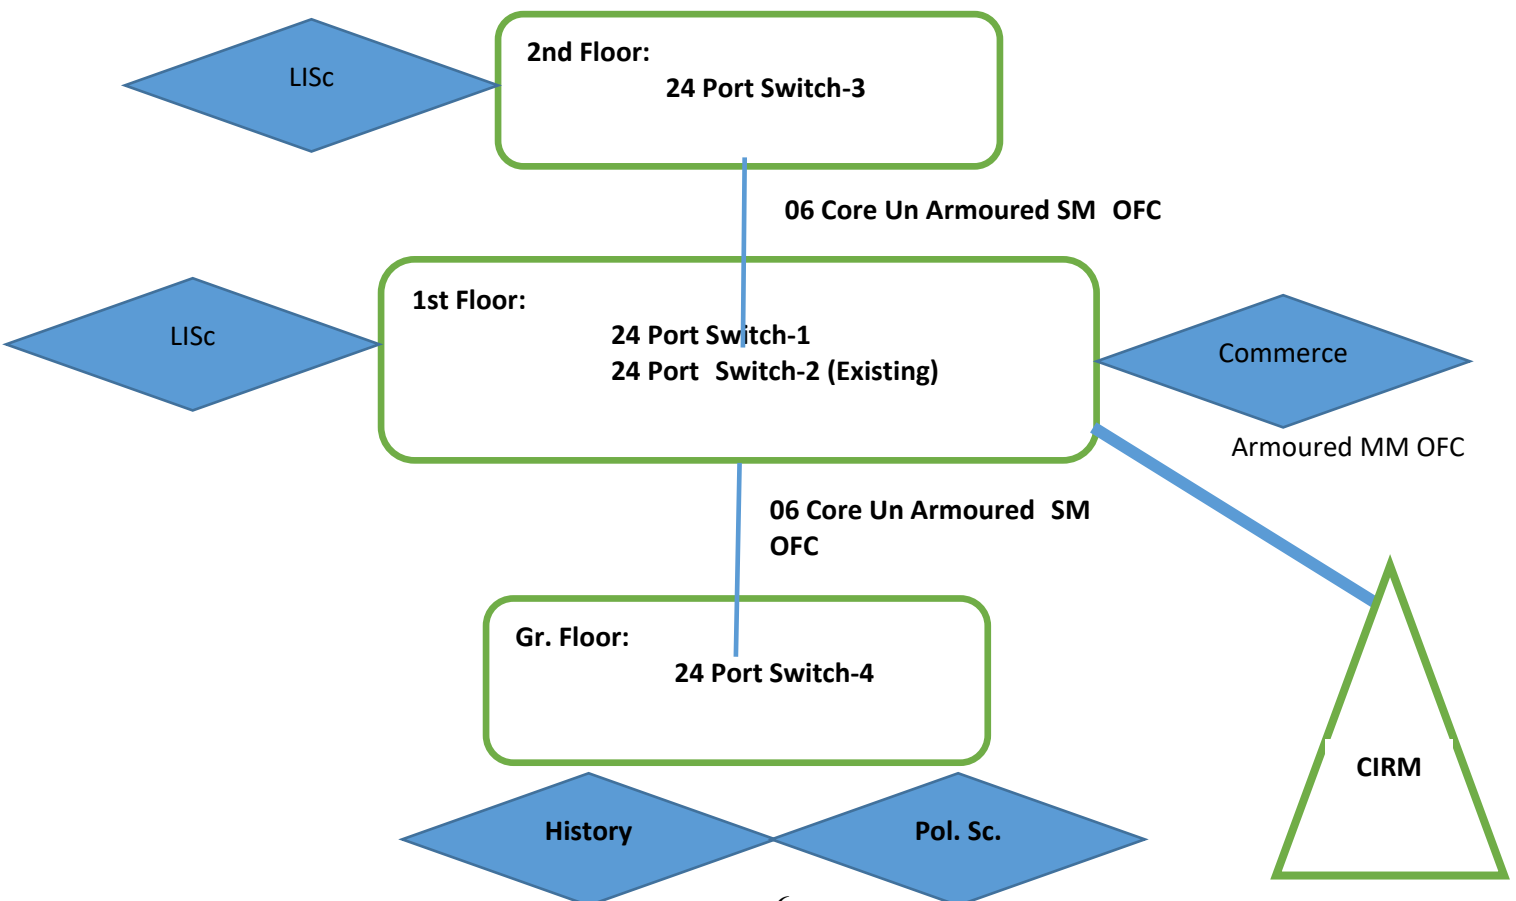 LISc
2nd Floor:
24 Port Switch-3
06 Core Un Armoured SM OFC
1st Floor:
LISc
24 Port Switch-1
24 Port Switch-2 (Existing)
Commerce
Armoured MM OFC
06 Core Un Armoured SM
OFC
Gr. Floor:
24 Port Switch-4
CIRM
History
Pol. Sc.